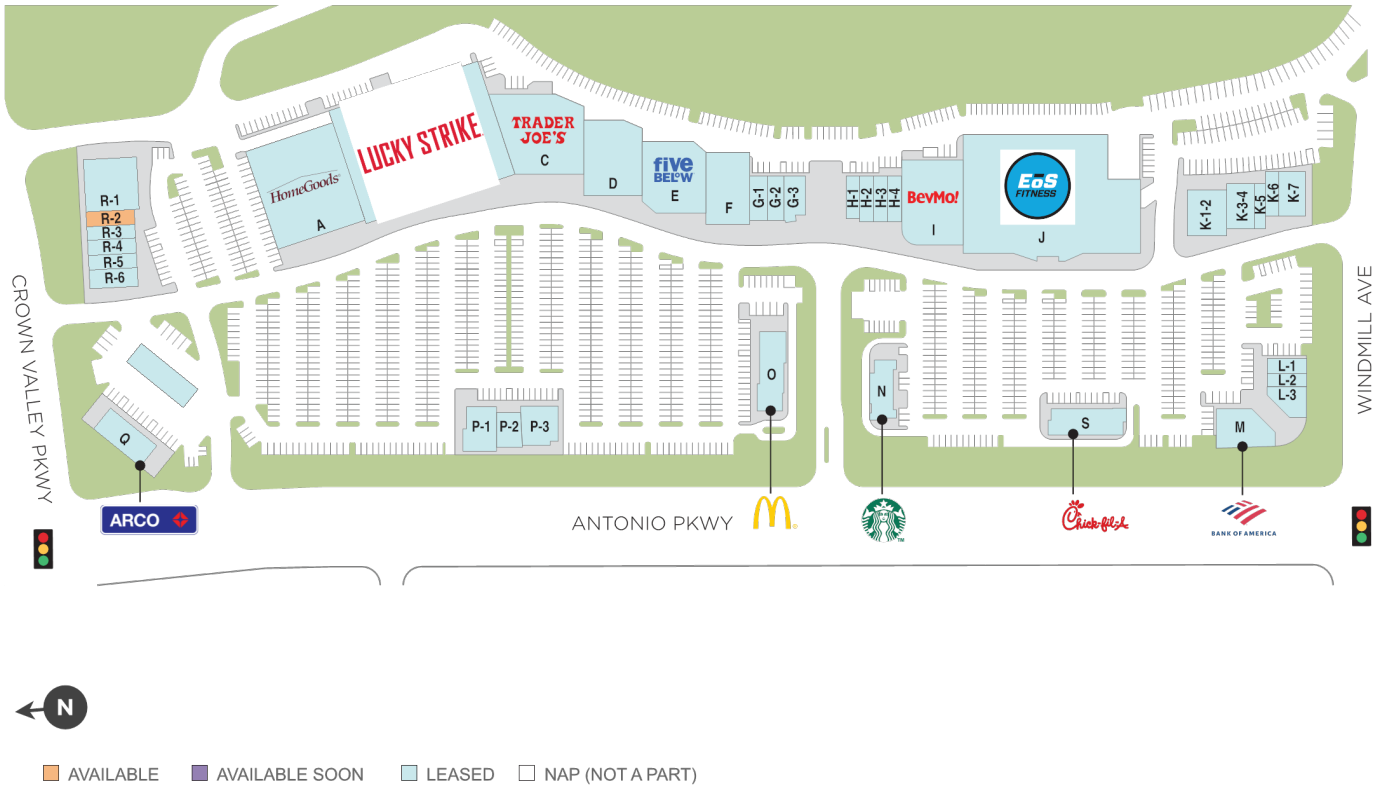 LUCKY STRIKE
TRADER
JOE'S
C
D
five
BELOW
E
F
G-1
G-2
G-3
H-1
H-2
H-3
H-4
BevMo!
I
EōS
FITNESS
J
K-1-2
K-3-4
K-5
K-6
K-7
HomeGoods
A
R-1
R-2
R-3
R-4
R-5
R-6
CROWN VALLEY PKWY
WINDMILL AVE
Q
P-1
P-2
P-3
O
N
S
L-1
L-2
L-3
M
ARCO
ANTONIO PKWY
Chick-fil-A
BANK OF AMERICA
N
AVAILABLE
AVAILABLE SOON
LEASED
NAP (NOT A PART)